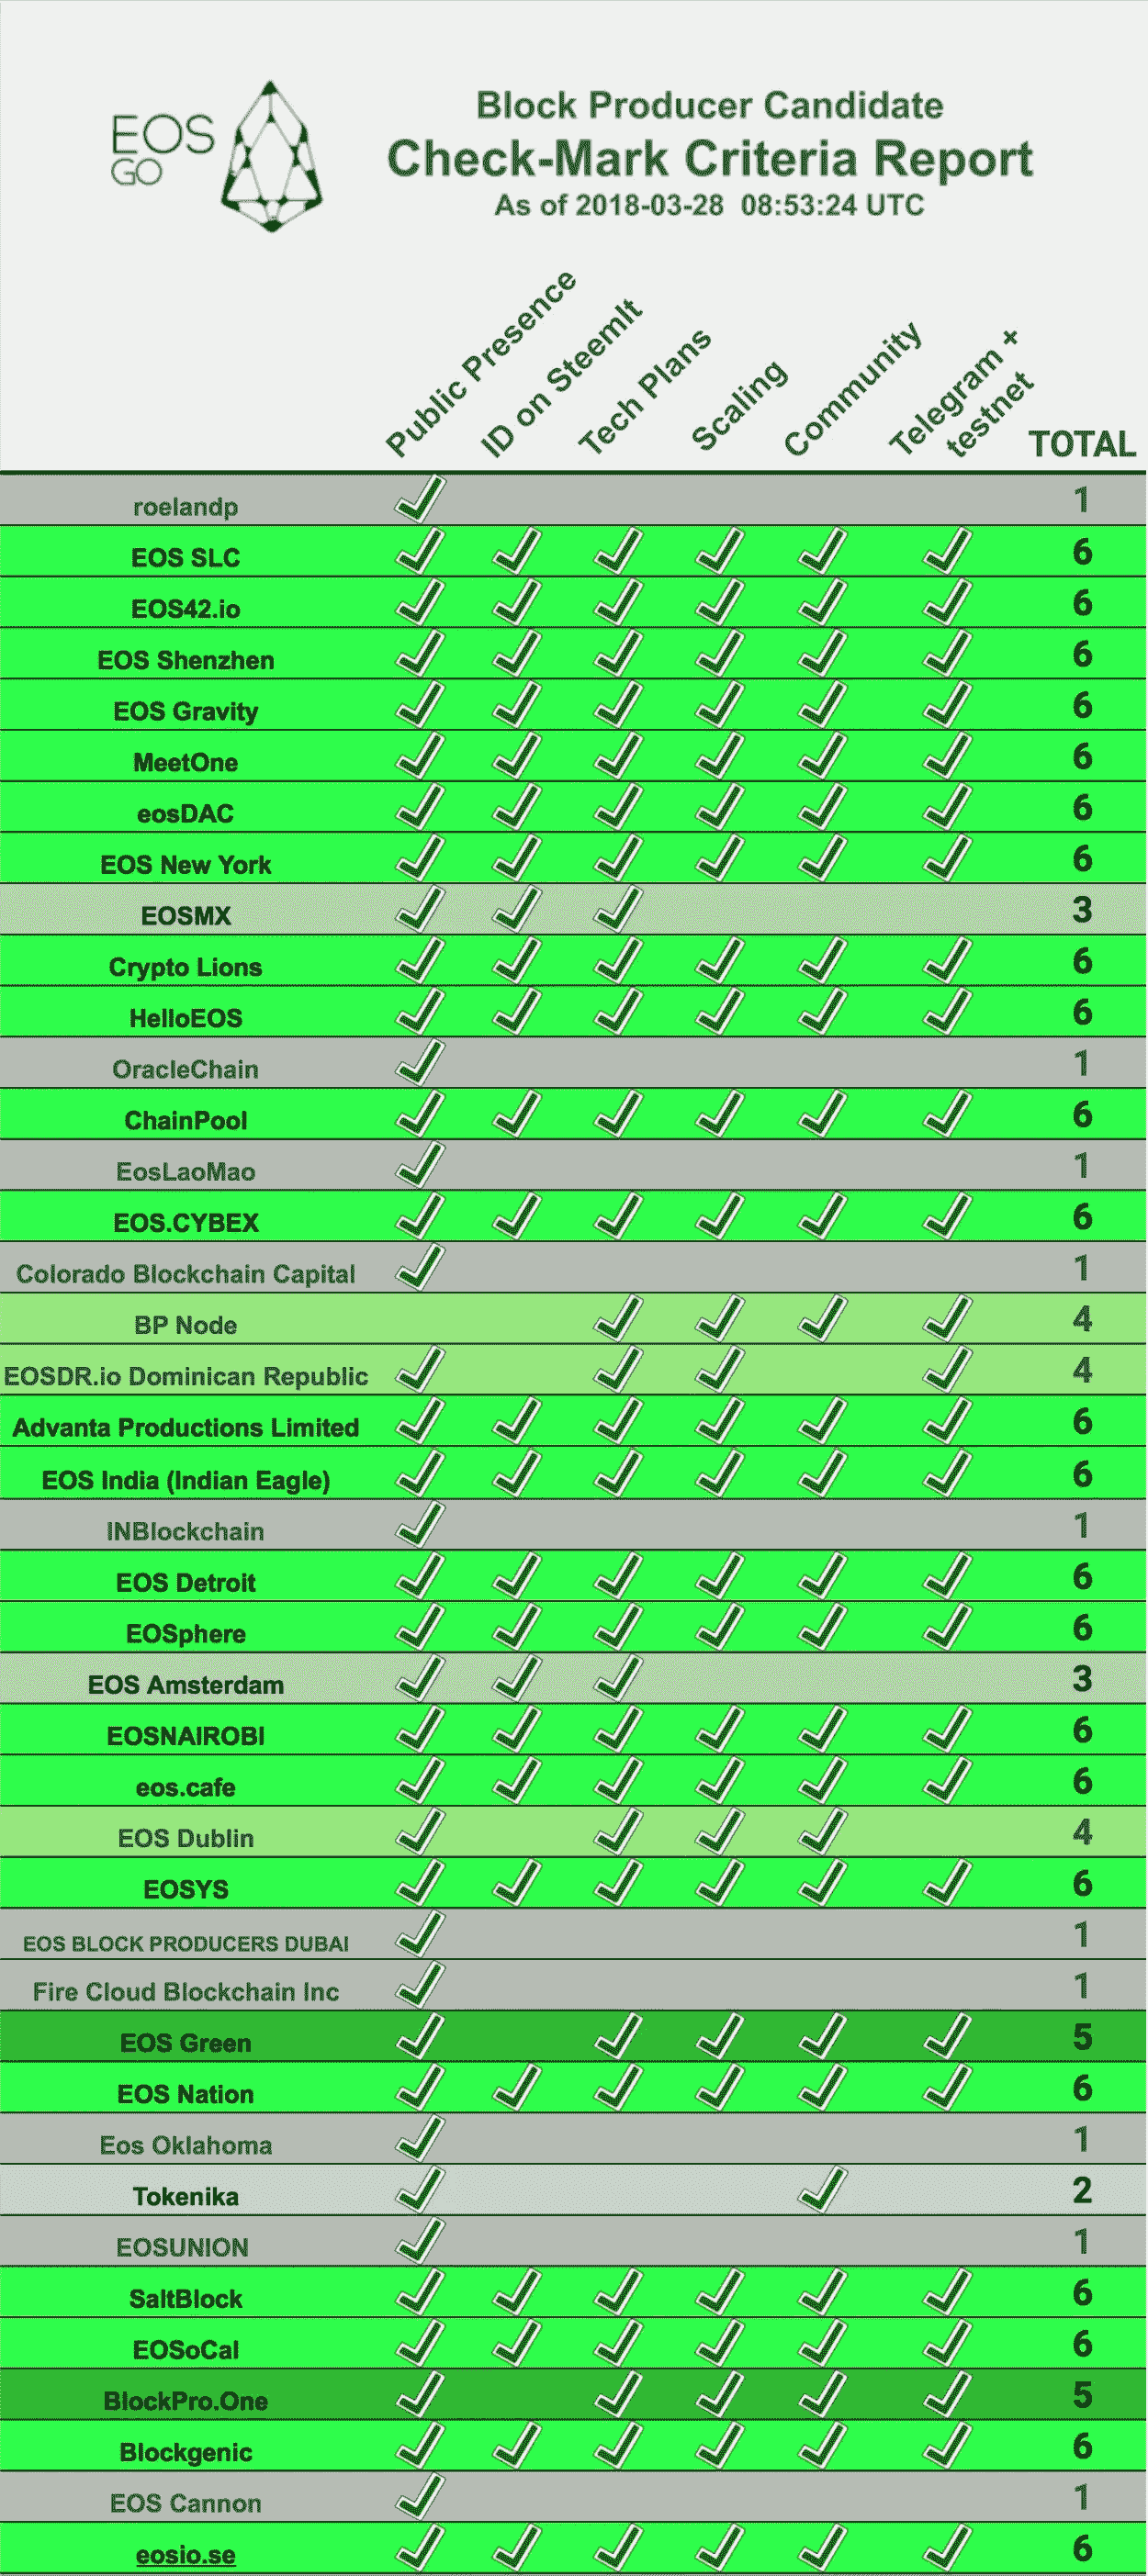 EOS
GO
Block Producer Candidate
Check-Mark Criteria Report
As of 2018-03-28 08:53:24 UTC
Public Presence
ID on SteemIt
Tech Plans
Scaling
Community
Telegram +
testnet
TOTAL
roelandp 1
EOS SLC 6
EOS42.io 6
EOS Shenzhen 6
EOS Gravity 6
MeetOne 6
eosDAC 6
EOS New York 6
EOSMX 3
Crypto Lions 6
HelloEOS 6
OracleChain 1
ChainPool 6
EosLaoMao 1
EOS.CYBEX 6
Colorado Blockchain Capital 1
BP Node 4
EOSDR.io Dominican Republic 4
Advanta Productions Limited 6
EOS India (Indian Eagle) 6
INBlockchain 1
EOS Detroit 6
EOSphere 6
EOS Amsterdam 3
EOSNAIROBI 6
eos.cafe 6
EOS Dublin 4
EOSYS 6
EOS BLOCK PRODUCERS DUBAI 1
Fire Cloud Blockchain Inc 1
EOS Green 5
EOS Nation 6
Eos Oklahoma 1
Tokenika 2
EOSUNION 1
SaltBlock 6
EOSoCal 6
BlockPro.One 5
Blockgenic 6
EOS Cannon 1
eosio.se 6